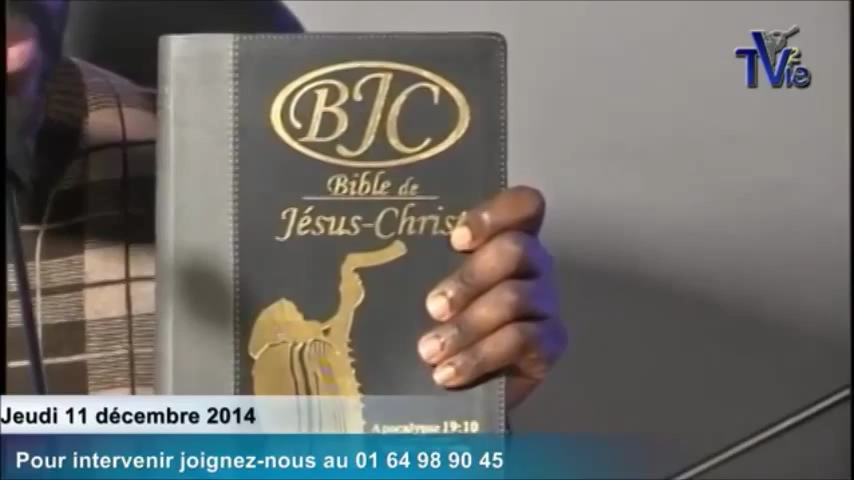 TV2Vie
BJC
Bible de
Jésus-Christ
Apocalypse 19:10
Jeudi 11 décembre 2014
Pour intervenir joignez-nous au 01 64 98 90 45